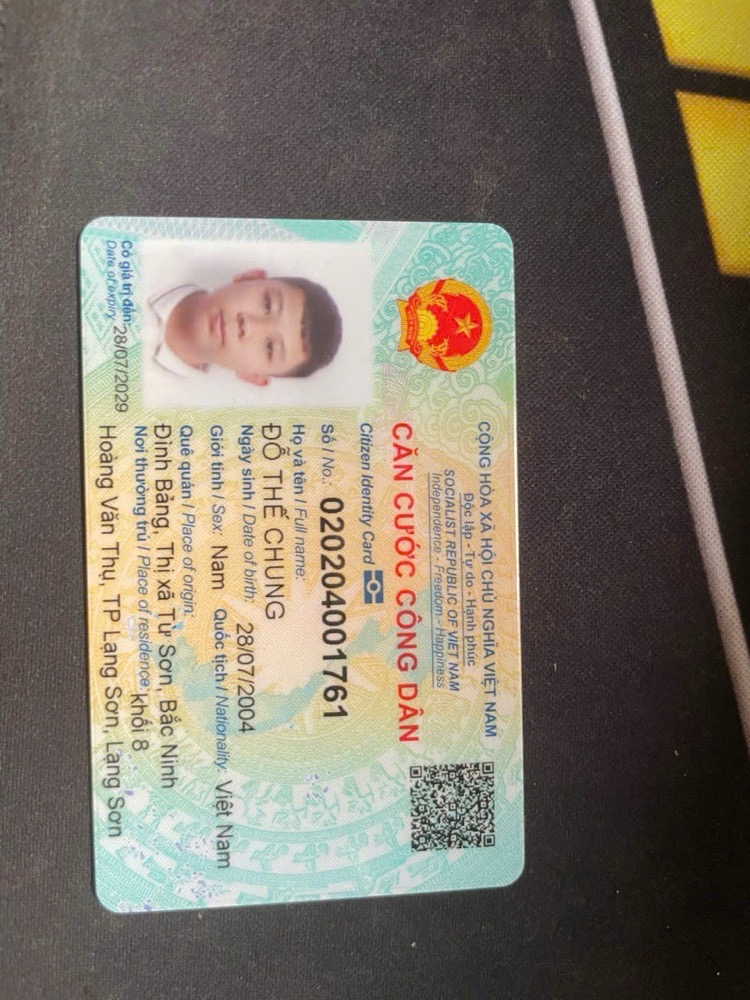 CỘNG HÒA XÃ HỘI CHỦ NGHĨA VIỆT NAM
Độc lập - Tự do - Hạnh phúc
SOCIALIST REPUBLIC OF VIET NAM
Independence - Freedom - Happiness
CĂN CƯỚC CÔNG DÂN
Citizen Identity Card
Số / No.: 020204001761
Họ và tên / Full name:
ĐỖ THẾ CHUNG
Ngày sinh / Date of birth: 28/07/2004
Giới tính / Sex: Nam Quốc tịch / Nationality: Việt Nam
Quê quán / Place of origin:
Đình Bảng, Thị xã Từ Sơn, Bắc Ninh
Nơi thường trú / Place of residence: khối 8
Hoàng Văn Thụ, TP Lạng Sơn, Lạng Sơn
Có giá trị đến: 28/07/2029
Date of expiry